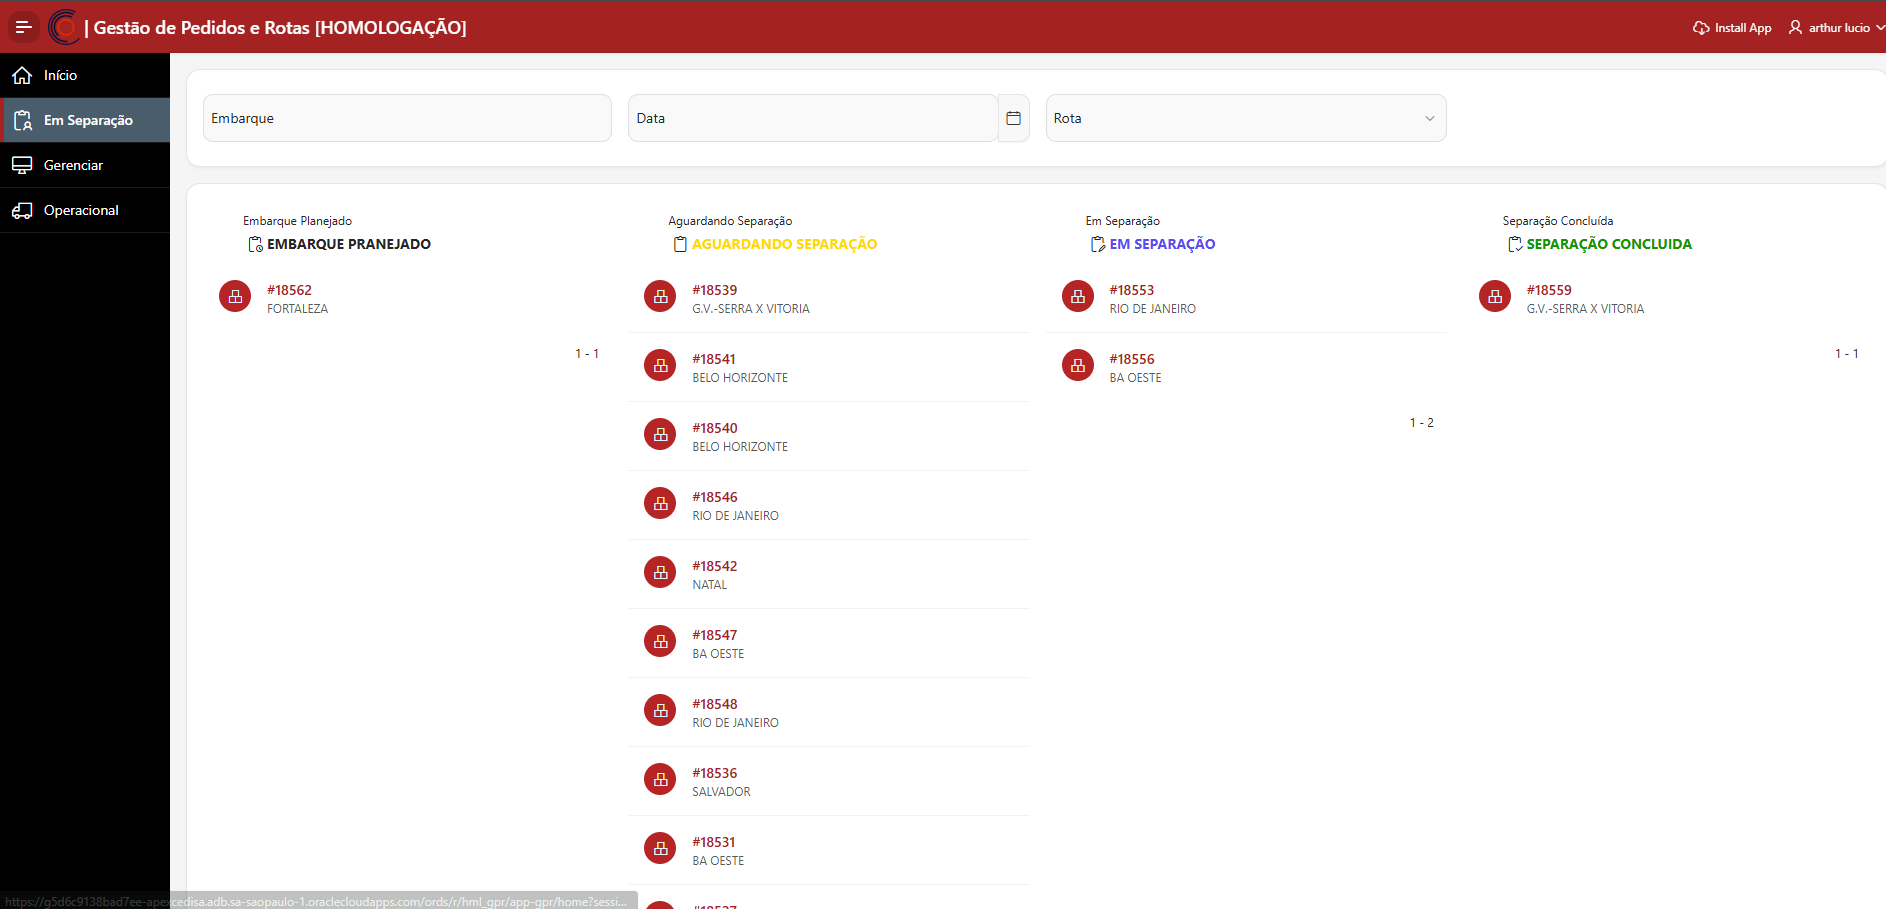 | Gestão de Pedidos e Rotas [HOMOLOGAÇÃO]
Install App
arthur lucio
Início
Em Separação
Gerenciar
Operacional
Embarque
Data
Rota
Embarque Planejado
EMBARQUE PRANEJADO
#18562
FORTALEZA
1 - 1
Aguardando Separação
AGUARDANDO SEPARAÇÃO
#18539
G.V.-SERRA X VITORIA
#18541
BELO HORIZONTE
#18540
BELO HORIZONTE
#18546
RIO DE JANEIRO
#18542
NATAL
#18547
BA OESTE
#18548
RIO DE JANEIRO
#18536
SALVADOR
#18531
BA OESTE
#18537
Em Separação
EM SEPARAÇÃO
#18553
RIO DE JANEIRO
#18556
BA OESTE
1 - 2
Separação Concluída
SEPARAÇÃO CONCLUIDA
#18559
G.V.-SERRA X VITORIA
1 - 1
https://g5d6c9138bad7ee-apexcedisa.adb.sa-saopaulo-1.oraclecloudapps.com/ords/r/hml_gpr/app-gpr/home?sessi...